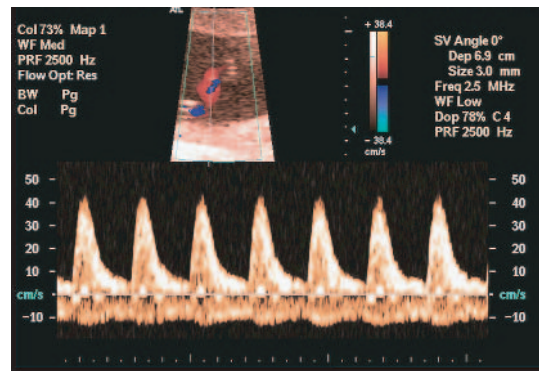 ATL
Col 73% Map 1
WF Med
PRF 2500 Hz
Flow Opt: Res
BW Pg
Col Pg
+ 38.4
- 38.4
cm/s
SV Angle 0°
Dep 6.9 cm
Size 3.0 mm
Freq 2.5 MHz
WF Low
Dop 78% C 4
PRF 2500 Hz
50
40
30
20
10
cm/s
-10
50
40
30
20
10
cm/s
-10